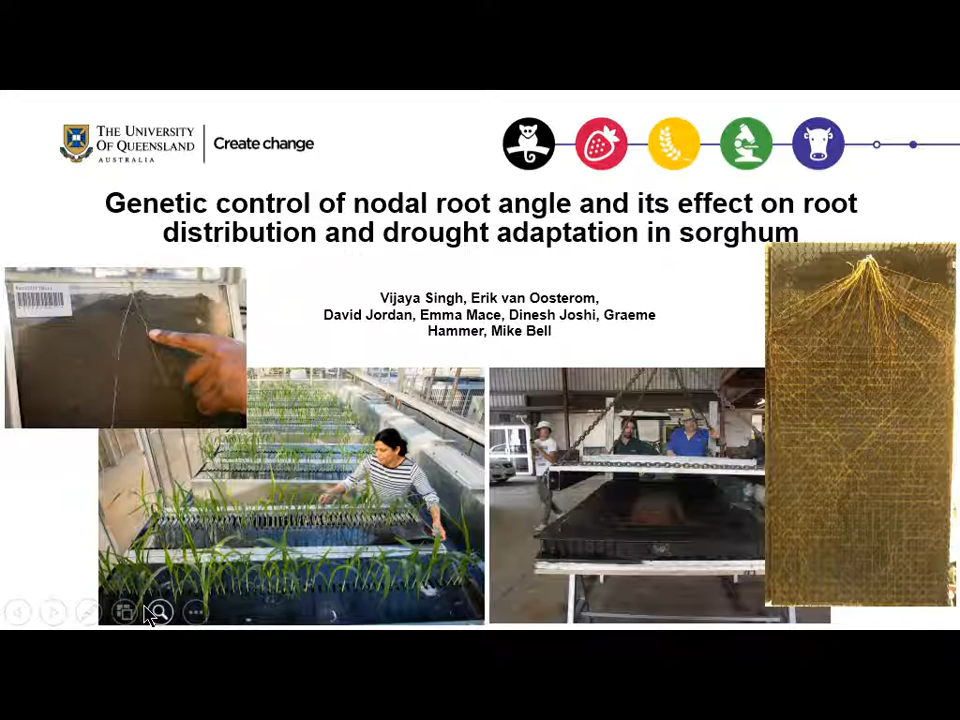 THE UNIVERSITY
OF QUEENSLAND
AUSTRALIA
Create change
Genetic control of nodal root angle and its effect on root
distribution and drought adaptation in sorghum
Vijaya Singh, Erik van Oosterom,
David Jordan, Emma Mace, Dinesh Joshi, Graeme
Hammer, Mike Bell